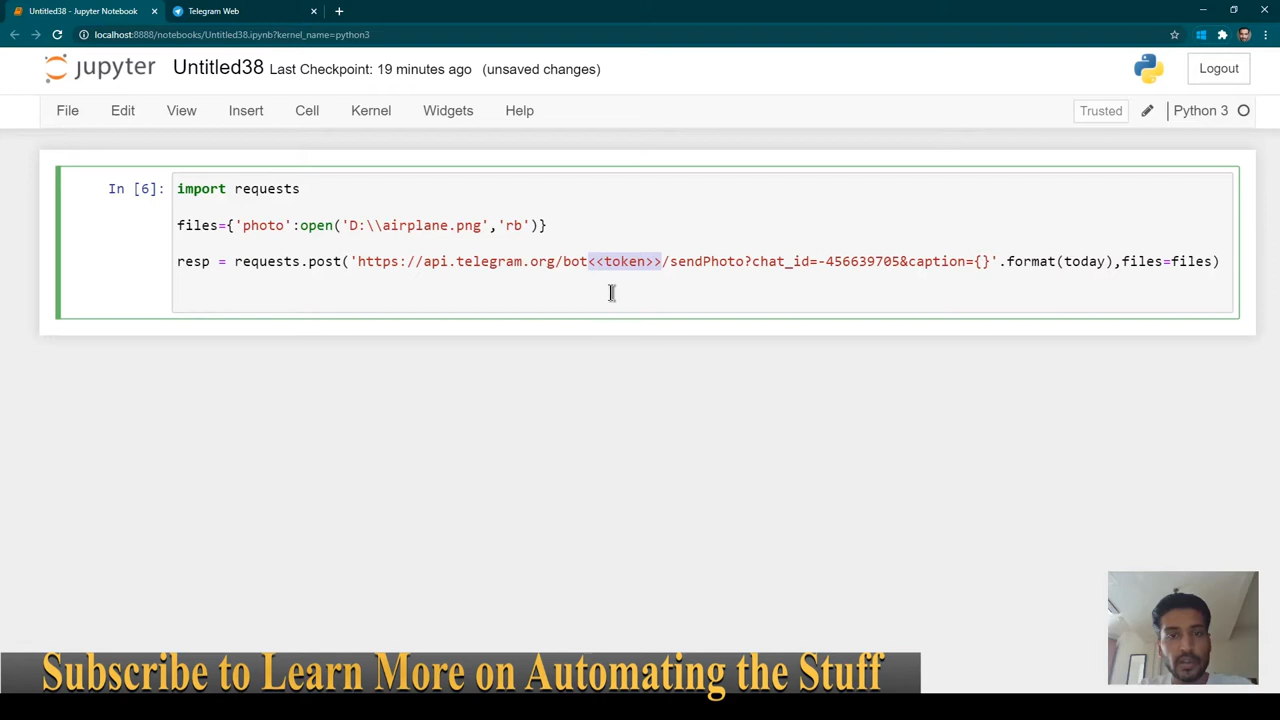 Untitled38 - Jupyter Notebook
Telegram Web
localhost:8888/notebooks/Untitled38.ipynb?kernel_name=python3
jupyter Untitled38 Last Checkpoint: 19 minutes ago (unsaved changes)
Logout
File Edit View Insert Cell Kernel Widgets Help
Trusted
Python 3
In [6]:
import requests
files={'photo':open('D:\\airplane.png','rb')}
resp = requests.post('https://api.telegram.org/bot<<token>>/sendPhoto?chat_id=-456639705&caption={}'.format(today),files=files)
Subscribe to Learn More on Automating the Stuff